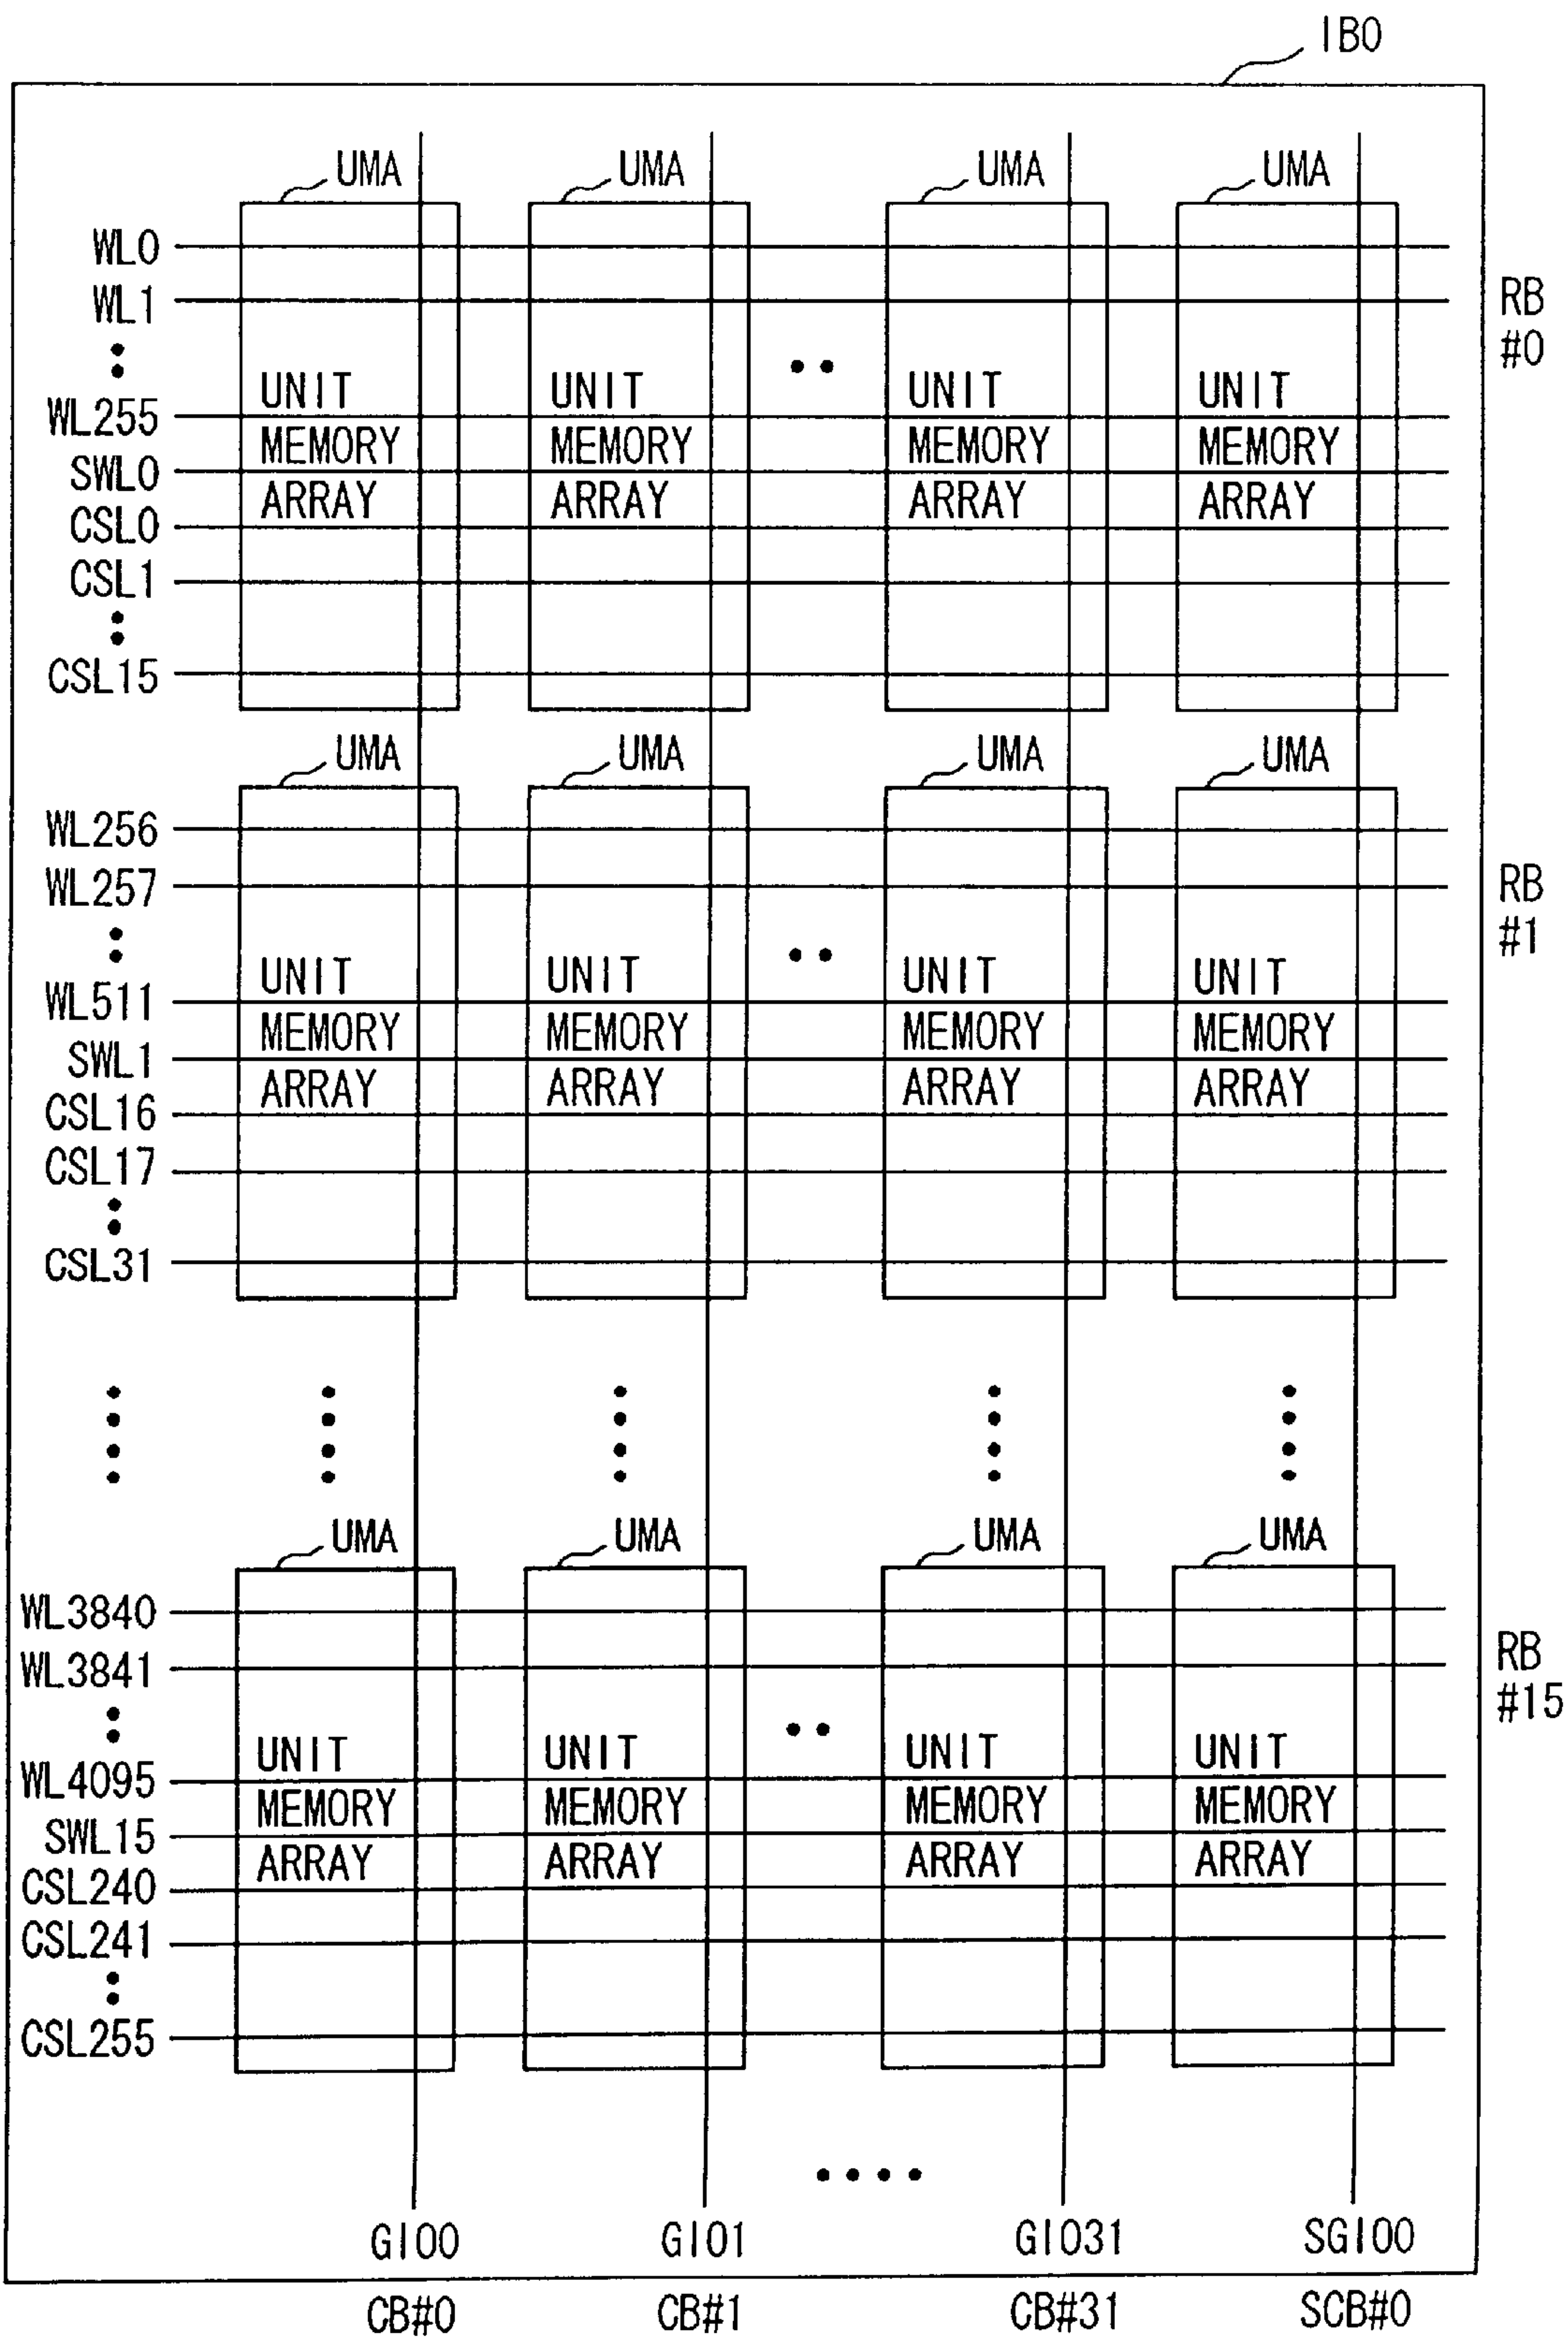 IB0
UMA UMA UMA UMA
WL0
WL1
RB
#0
WL255
SWL0
CSL0
CSL1
CSL15
UNIT MEMORY ARRAY
UNIT MEMORY ARRAY
UNIT MEMORY ARRAY
UNIT MEMORY ARRAY
UMA UMA UMA UMA
WL256
WL257
RB
#1
WL511
SWL1
CSL16
CSL17
CSL31
UNIT MEMORY ARRAY
UNIT MEMORY ARRAY
UNIT MEMORY ARRAY
UNIT MEMORY ARRAY
UMA UMA UMA UMA
WL3840
WL3841
RB
#15
WL4095
SWL15
CSL240
CSL241
CSL255
UNIT MEMORY ARRAY
UNIT MEMORY ARRAY
UNIT MEMORY ARRAY
UNIT MEMORY ARRAY
GIO0 GIO1 GIO31 SGIO0
CB#0 CB#1 CB#31 SCB#0